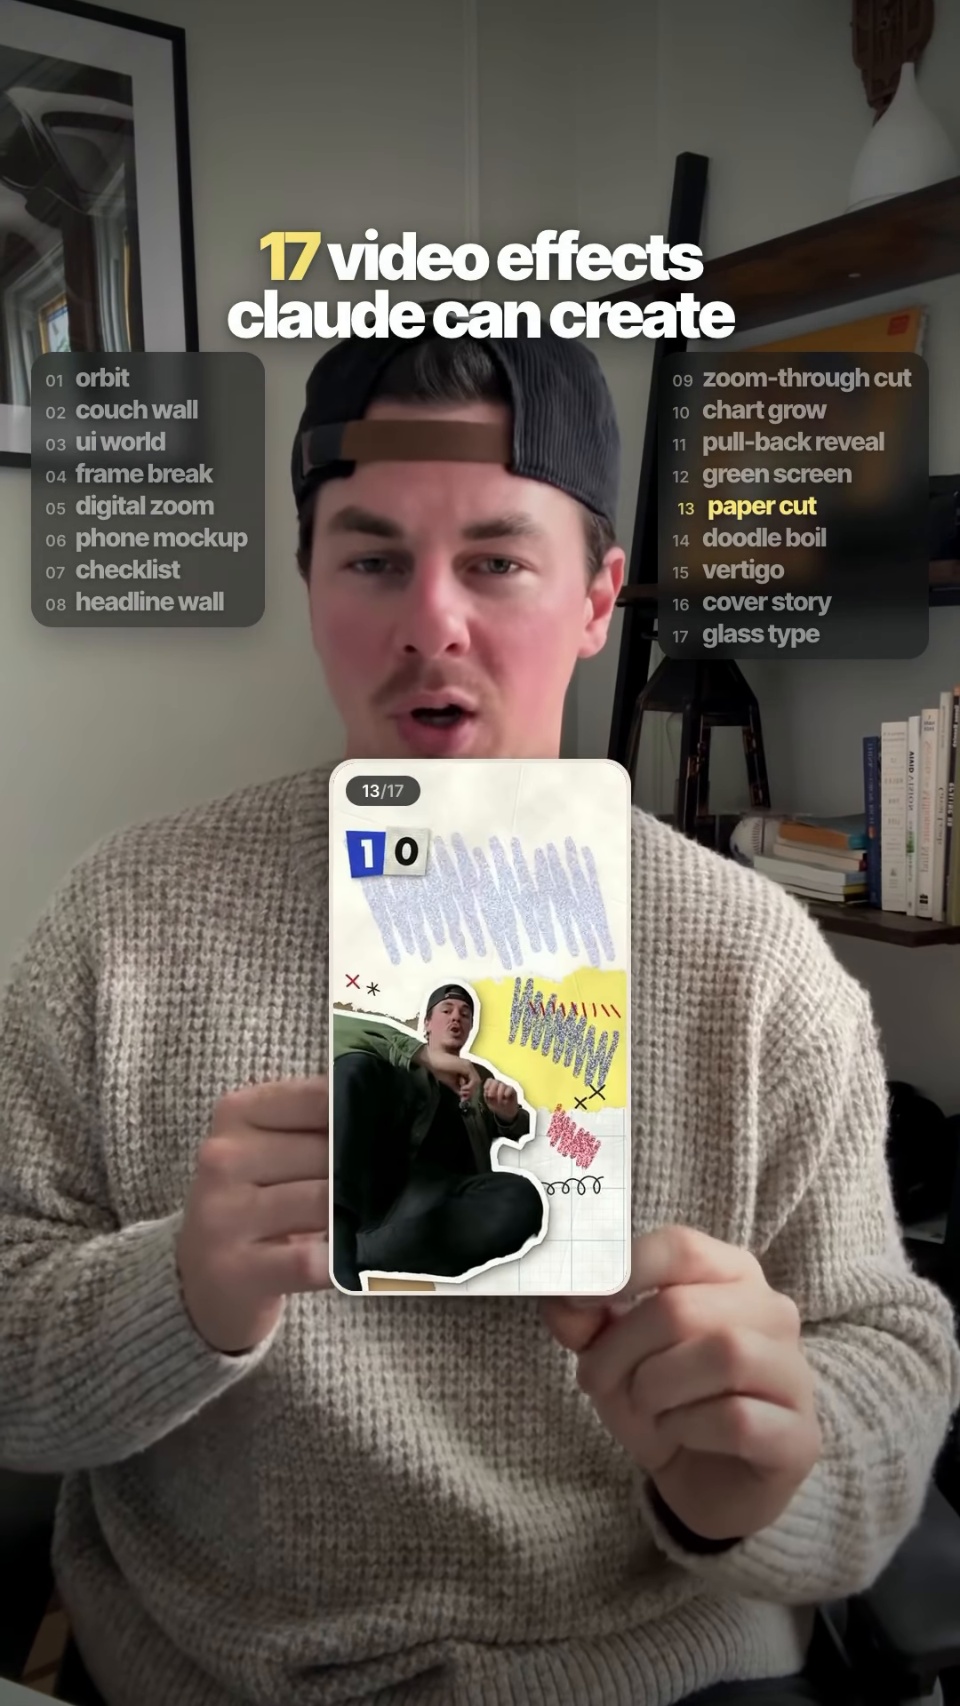 17 video effects
claude can create
01 orbit
02 couch wall
03 ui world
04 frame break
05 digital zoom
06 phone mockup
07 checklist
08 headline wall
09 zoom-through cut
10 chart grow
11 pull-back reveal
12 green screen
13 paper cut
14 doodle boil
15 vertigo
16 cover story
17 glass type
13/17
10